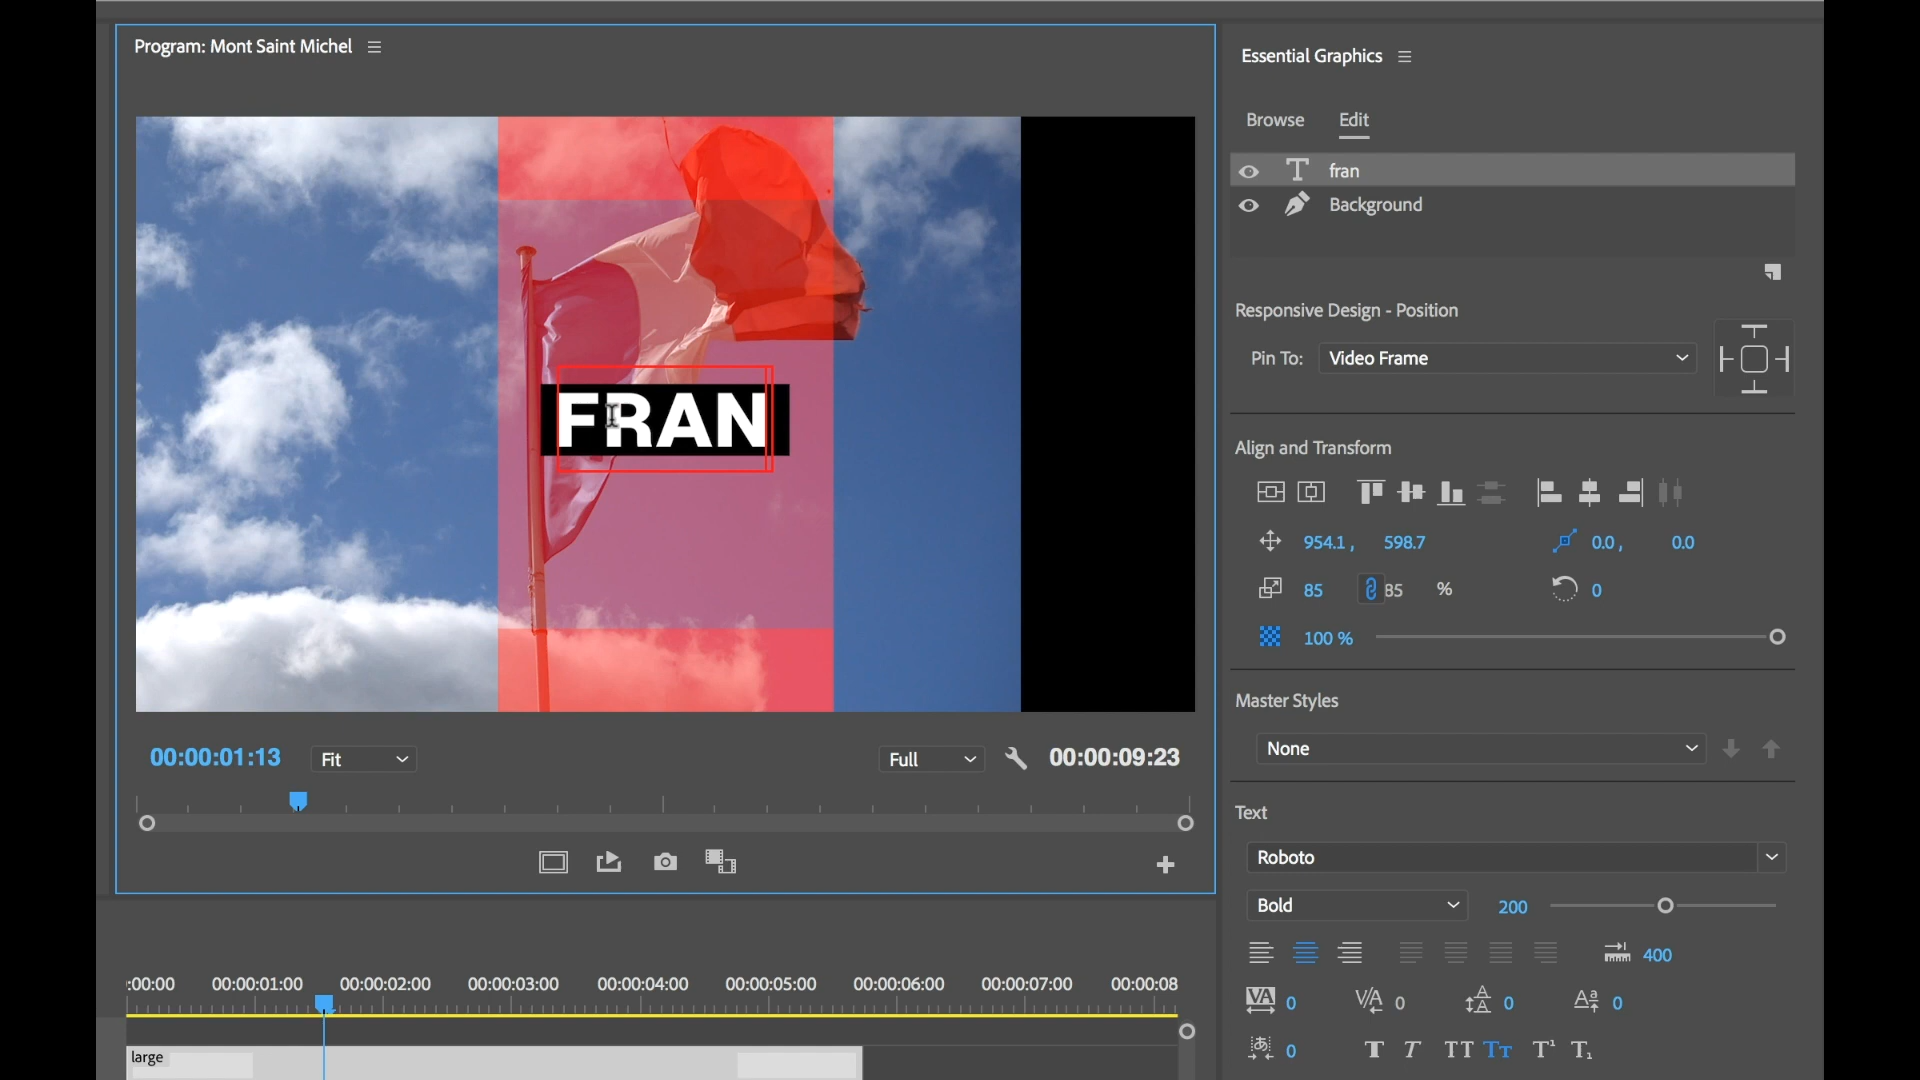 Program: Mont Saint Michel
Essential Graphics
Browse Edit
fran
Background
Responsive Design - Position
Pin To: Video Frame
FRAN
Align and Transform
954.1 , 598.7 0.0 , 0.0
85 85 % 0
100 %
Master Styles
None
00:00:01:13 Fit Full 00:00:09:23
Text
Roboto
Bold 200
400
:00:00 00:00:01:00 00:00:02:00 00:00:03:00 00:00:04:00 00:00:05:00 00:00:06:00 00:00:07:00 00:00:08
0 0 0 0
0
large